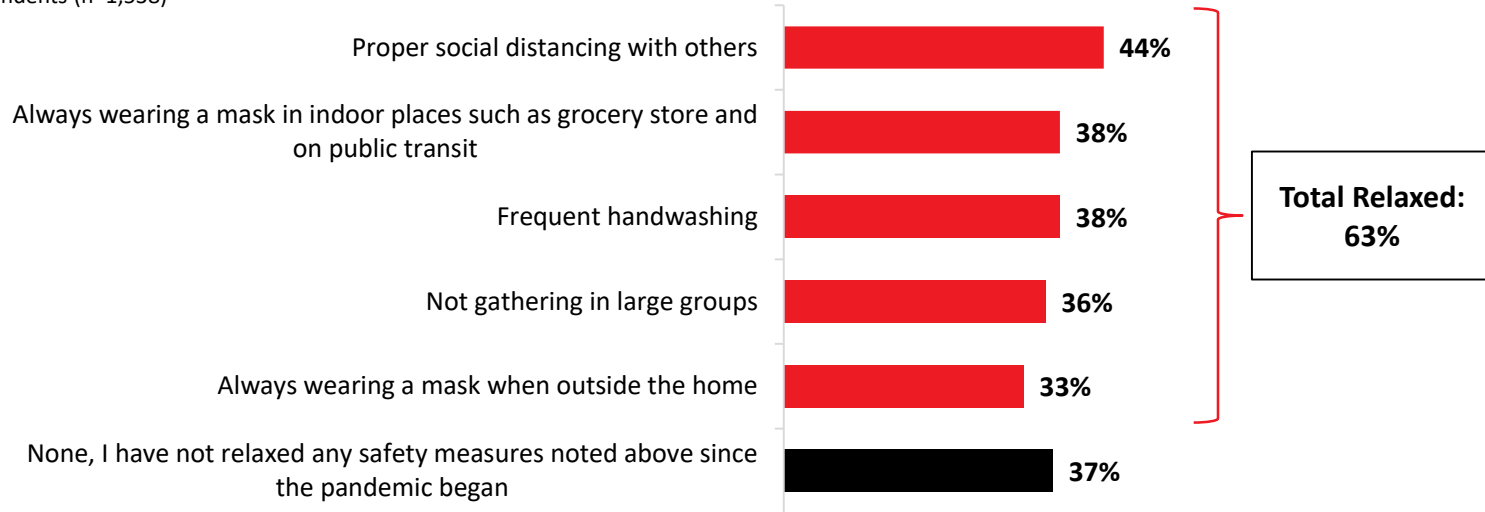 Proper social distancing with others
44%
Always wearing a mask in indoor places such as grocery store and
on public transit
38%
Frequent handwashing
38%
Not gathering in large groups
36%
Always wearing a mask when outside the home
33%
None, I have not relaxed any safety measures noted above since
the pandemic began
37%
Total Relaxed:
63%